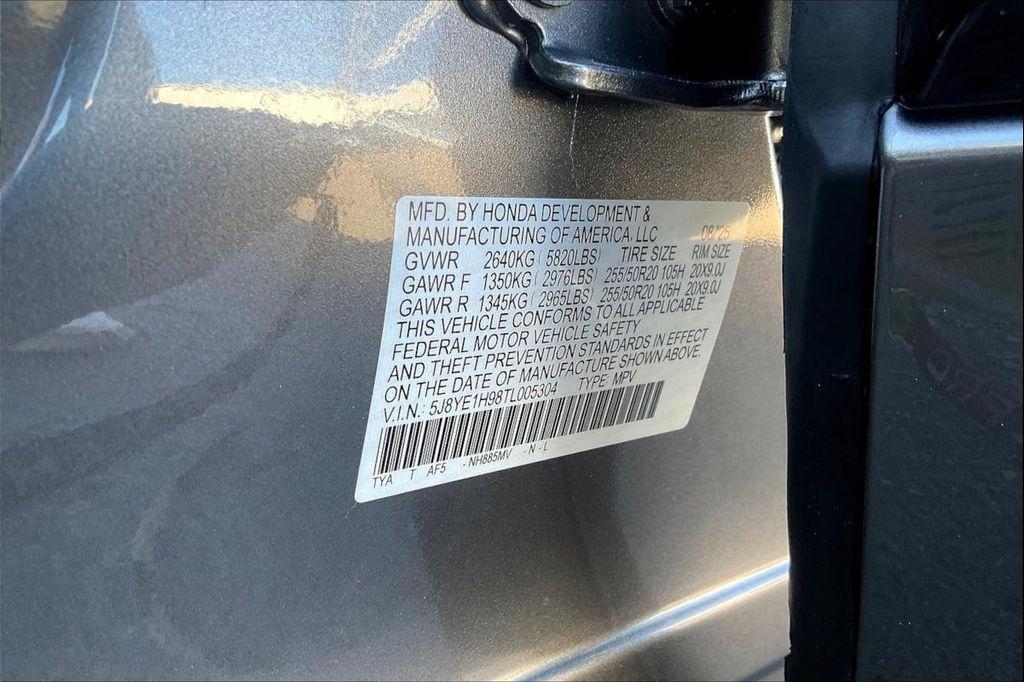 MFD. BY HONDA DEVELOPMENT &
MANUFACTURING OF AMERICA, LLC 08/25
GVWR 2640KG ( 5820LBS) TIRE SIZE RIM SIZE
GAWR F 1350KG ( 2976LBS) 255/50R20 105H 20X9.0J
GAWR R 1345KG ( 2965LBS) 255/50R20 105H 20X9.0J
THIS VEHICLE CONFORMS TO ALL APPLICABLE
FEDERAL MOTOR VEHICLE SAFETY
AND THEFT PREVENTION STANDARDS IN EFFECT
ON THE DATE OF MANUFACTURE SHOWN ABOVE.
V.I.N.: 5J8YE1H98TL005304 TYPE: MPV
TYA T AF5 - NH885MV - N - L